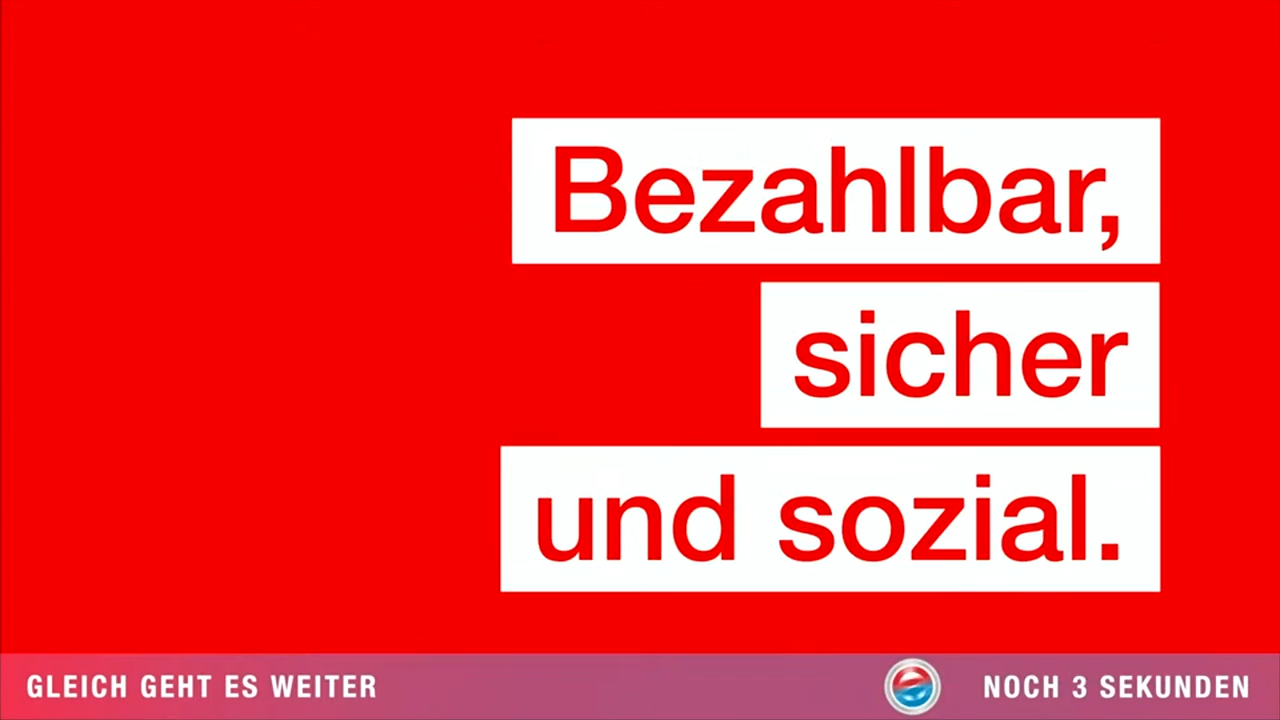 Bezahlbar,
sicher
und sozial.
GLEICH GEHT ES WEITER
NOCH 3 SEKUNDEN